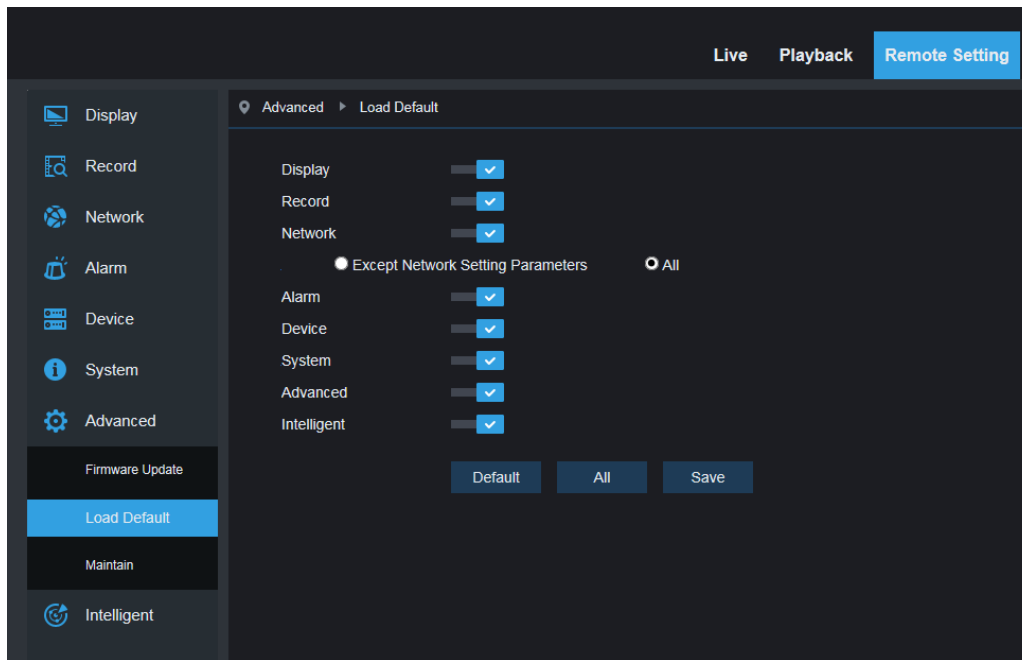 Live Playback Remote Setting
Advanced Load Default
Display
Record
Network
Alarm
Device
System
Advanced
Firmware Update
Load Default
Maintain
Intelligent
Display
Record
Network
Except Network Setting Parameters All
Alarm
Device
System
Advanced
Intelligent
Default All Save